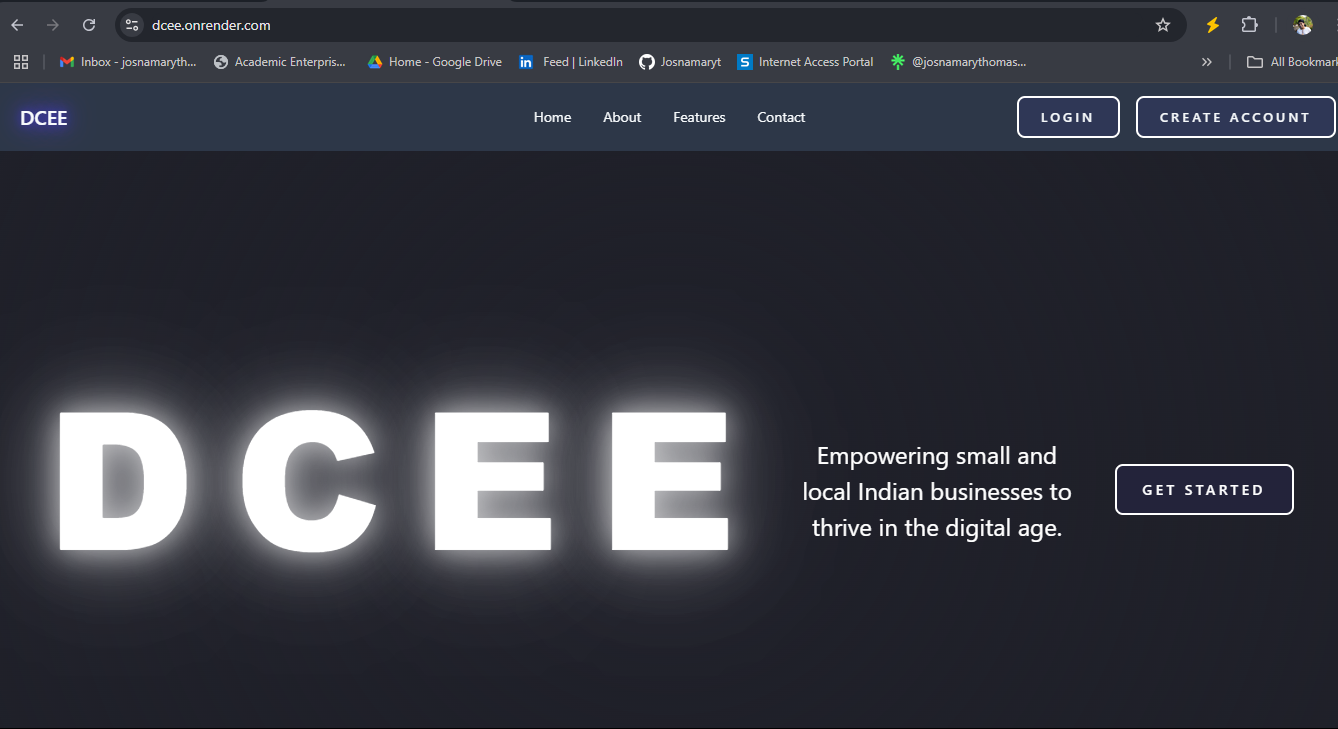 dcee.onrender.com
Inbox - josnamaryth... Academic Enterpris... Home - Google Drive Feed | LinkedIn Josnamaryt Internet Access Portal @josnamarythomas... » All Bookmark
DCEE Home About Features Contact LOGIN CREATE ACCOUNT
DCEE
Empowering small and
local Indian businesses to
thrive in the digital age.
GET STARTED